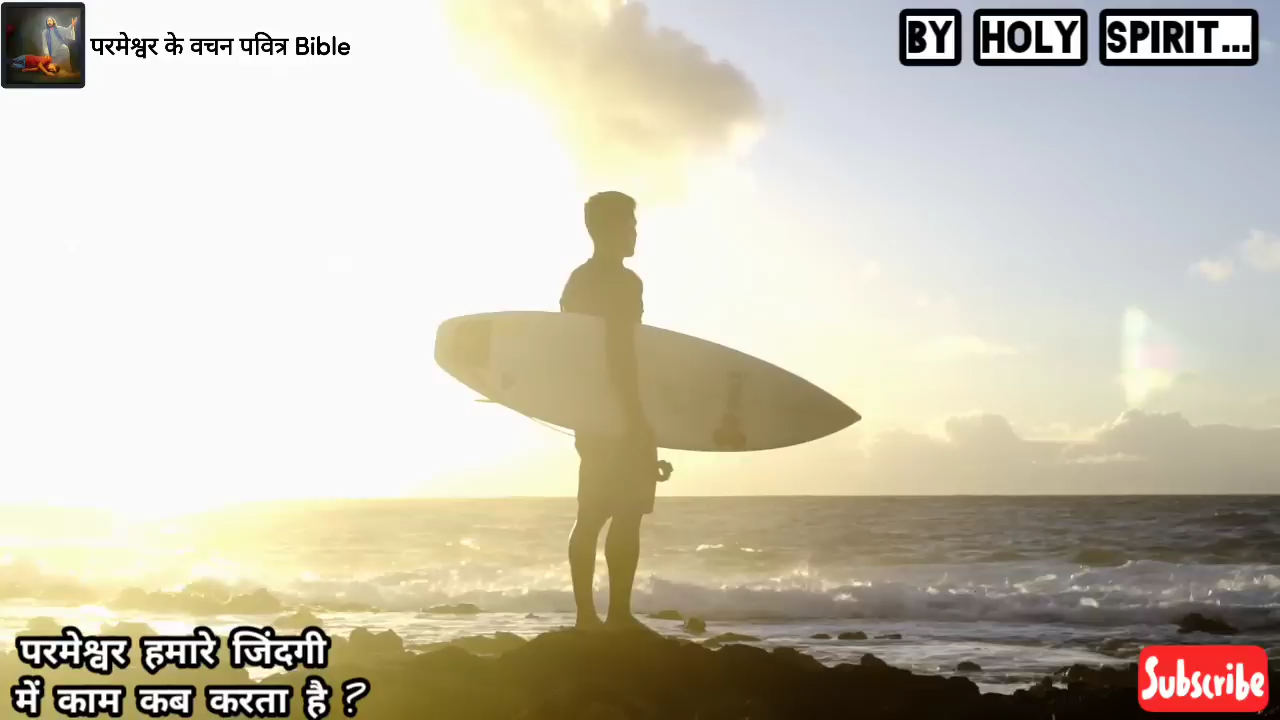 परमेश्वर के वचन पवित्र Bible
BY HOLY SPIRIT...
परमेश्वर हमारे जिंदगी
में काम कब करता है ?
Subscribe